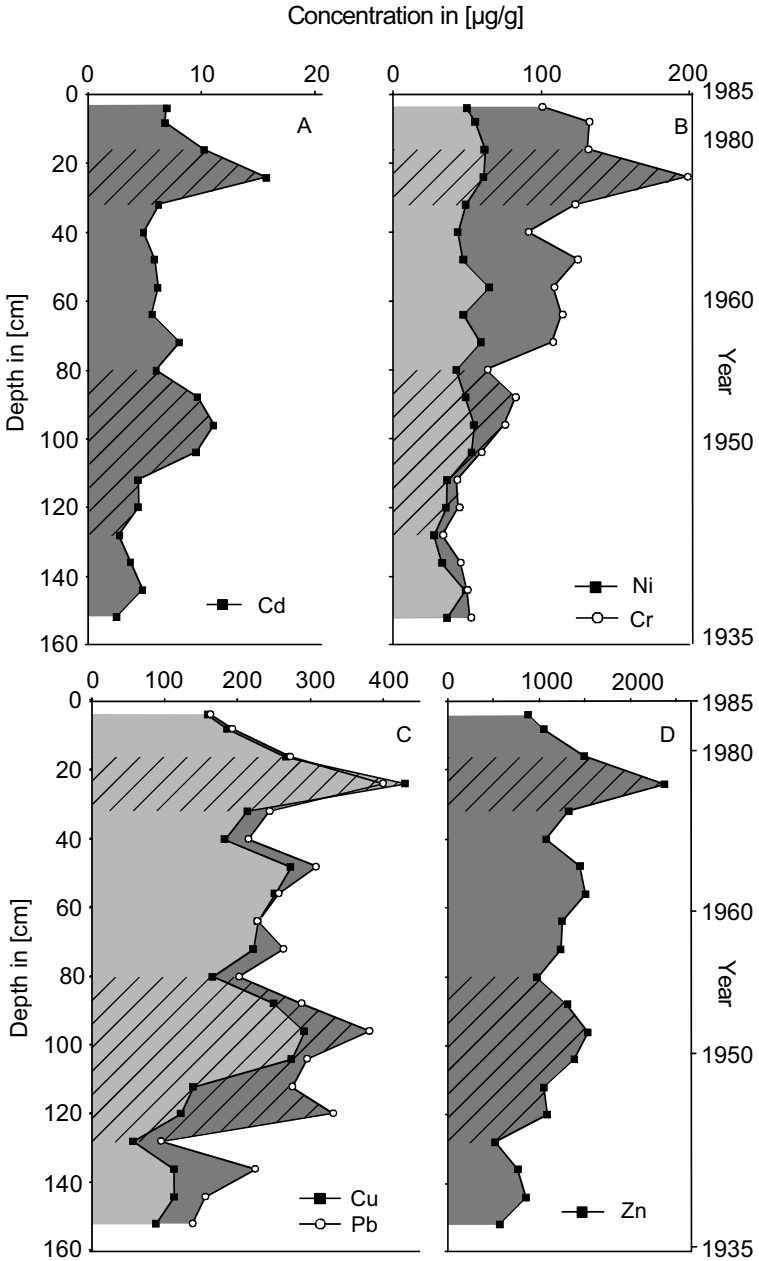 Concentration in [µg/g]
0 10 20 0 100 200
0 1985
A B
1980
20
40
60 1960
Depth in [cm]
80 Year
100 1950
120
140
Cd Ni
Cr
160 1935
0 100 200 300 400 0 1000 2000
0 1985
C D
1980
20
40
60 1960
Depth in [cm]
80 Year
100 1950
120
140
Cu Zn
Pb
160 1935